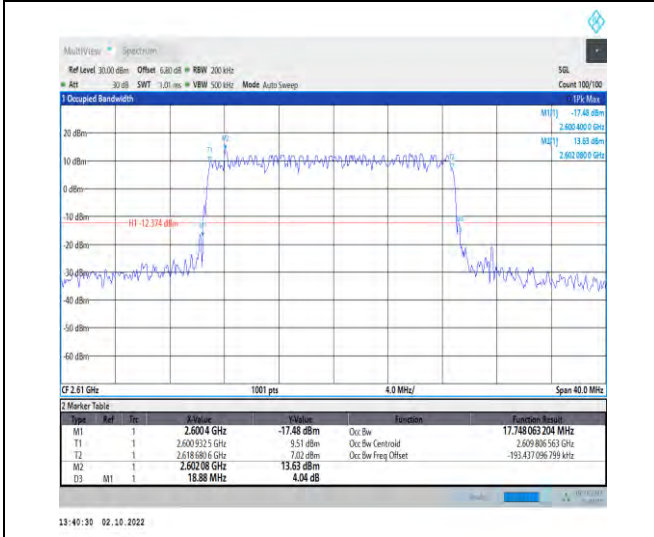 MultiView Spectrum
Ref Level 30.00 dBm Offset 6.80 dB RBW 200 kHz SGL
Att 30 dB SWT 1.01 ms VBW 500 kHz Mode Auto Sweep Count 100/100
1 Occupied Bandwidth 1Pk Max
M1[1] -17.48 dBm
2.600 400 0 GHz
M2[1] 13.63 dBm
2.602 080 0 GHz
20 dBm
M2
T1
T2
10 dBm
0 dBm
-10 dBm
H1 -12.374 dBm
-20 dBm
-30 dBm
-40 dBm
-50 dBm
-60 dBm
CF 2.61 GHz 1001 pts 4.0 MHz/ Span 40.0 MHz
2 Marker Table
Type Ref Trc X-Value Y-Value Function Function Result
M1 1 2.600 4 GHz -17.48 dBm Occ Bw 17.748 063 204 MHz
T1 1 2.600 932 5 GHz 9.51 dBm Occ Bw Centroid 2.609 806 563 GHz
T2 1 2.618 680 6 GHz 7.02 dBm Occ Bw Freq Offset -193.437 096 799 kHz
M2 1 2.602 08 GHz 13.63 dBm
D3 M1 1 18.88 MHz 4.04 dB
13:40:30 02.10.2022